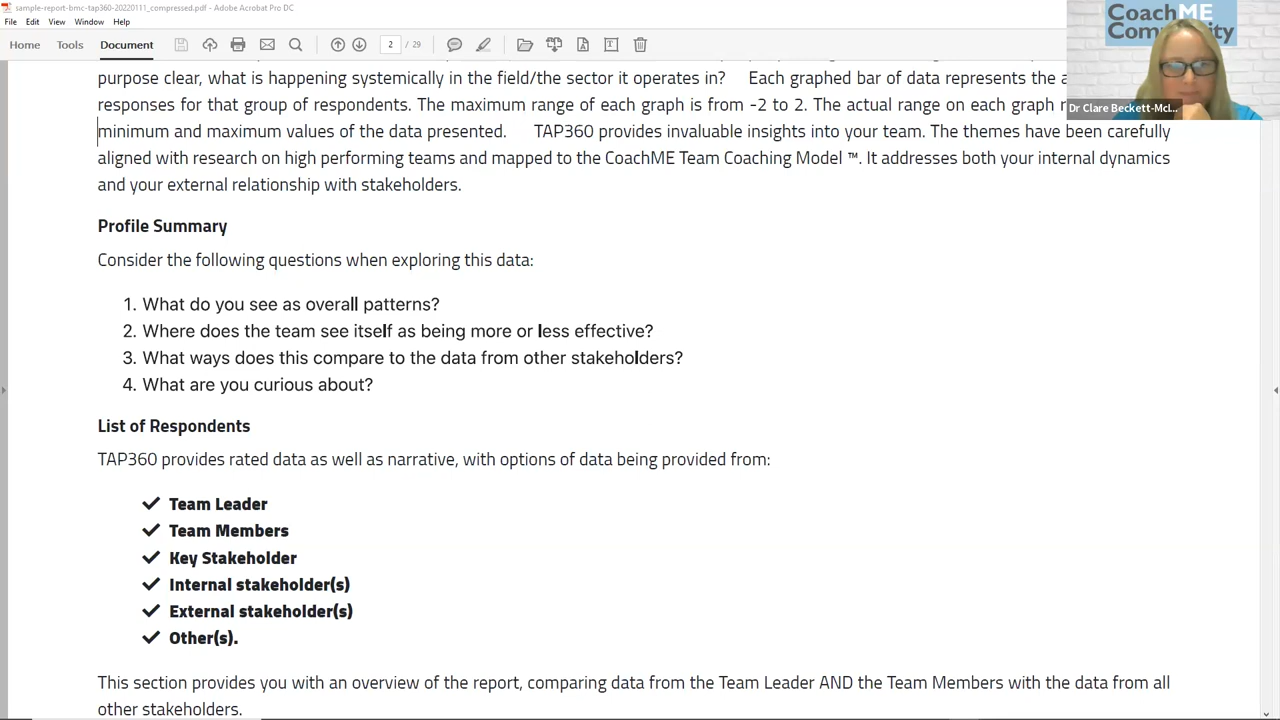 sample-report-bmc-tap360-20220111_compressed.pdf - Adobe Acrobat Pro DC
File Edit View Window Help
Home Tools Document 2 / 29
CoachME
Community
purpose clear, what is happening systemically in the field/the sector it operates in? Each graphed bar of data represents the
responses for that group of respondents. The maximum range of each graph is from -2 to 2. The actual range on each graph
Dr Clare Beckett-McI...
minimum and maximum values of the data presented. TAP360 provides invaluable insights into your team. The themes have been carefully
aligned with research on high performing teams and mapped to the CoachME Team Coaching Model ™. It addresses both your internal dynamics
and your external relationship with stakeholders.
Profile Summary
Consider the following questions when exploring this data:
1. What do you see as overall patterns?
2. Where does the team see itself as being more or less effective?
3. What ways does this compare to the data from other stakeholders?
4. What are you curious about?
List of Respondents
TAP360 provides rated data as well as narrative, with options of data being provided from:
Team Leader
Team Members
Key Stakeholder
Internal stakeholder(s)
External stakeholder(s)
Other(s).
This section provides you with an overview of the report, comparing data from the Team Leader AND the Team Members with the data from all
other stakeholders.